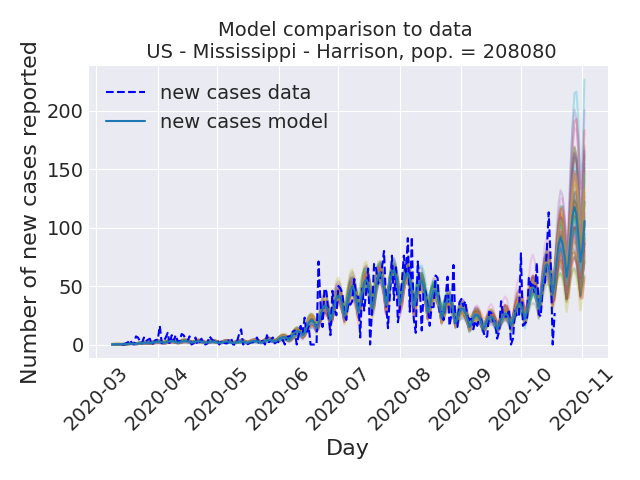 Model comparison to data
US - Mississippi - Harrison, pop. = 208080
Number of new cases reported
new cases data
new cases model
200
150
100
50
0
2020-03
2020-04
2020-05
2020-06
2020-07
2020-08
2020-09
2020-10
2020-11
Day